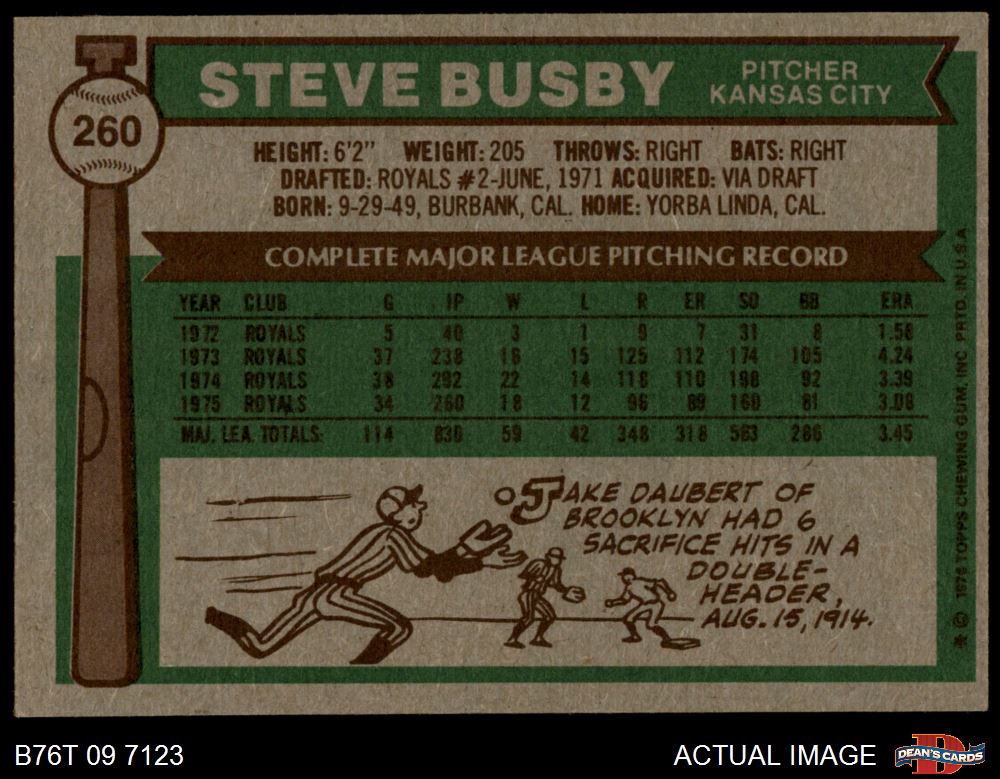 STEVE BUSBY
PITCHER
KANSAS CITY
260
HEIGHT: 6'2" WEIGHT: 205 THROWS: RIGHT BATS: RIGHT
DRAFTED: ROYALS #2-JUNE, 1971 ACQUIRED: VIA DRAFT
BORN: 9-29-49, BURBANK, CAL. HOME: YORBA LINDA, CAL.
COMPLETE MAJOR LEAGUE PITCHING RECORD
YEAR CLUB G IP W L R ER SO BB ERA
1972 ROYALS 5 40 3 1 9 7 31 8 1.58
1973 ROYALS 37 238 16 15 125 112 174 105 4.24
1974 ROYALS 38 292 22 14 116 110 198 92 3.39
1975 ROYALS 34 260 18 12 96 89 160 81 3.08
MAJ. LEA. TOTALS: 114 830 59 42 348 318 563 286 3.45
JAKE DAUBERT OF
BROOKLYN HAD 6
SACRIFICE HITS IN A
DOUBLE-
HEADER,
AUG. 15, 1914.
* © 1976 TOPPS CHEWING GUM, INC. PRTD. IN U.S.A.
B76T 09 7123
ACTUAL IMAGE
DEAN'S CARDS